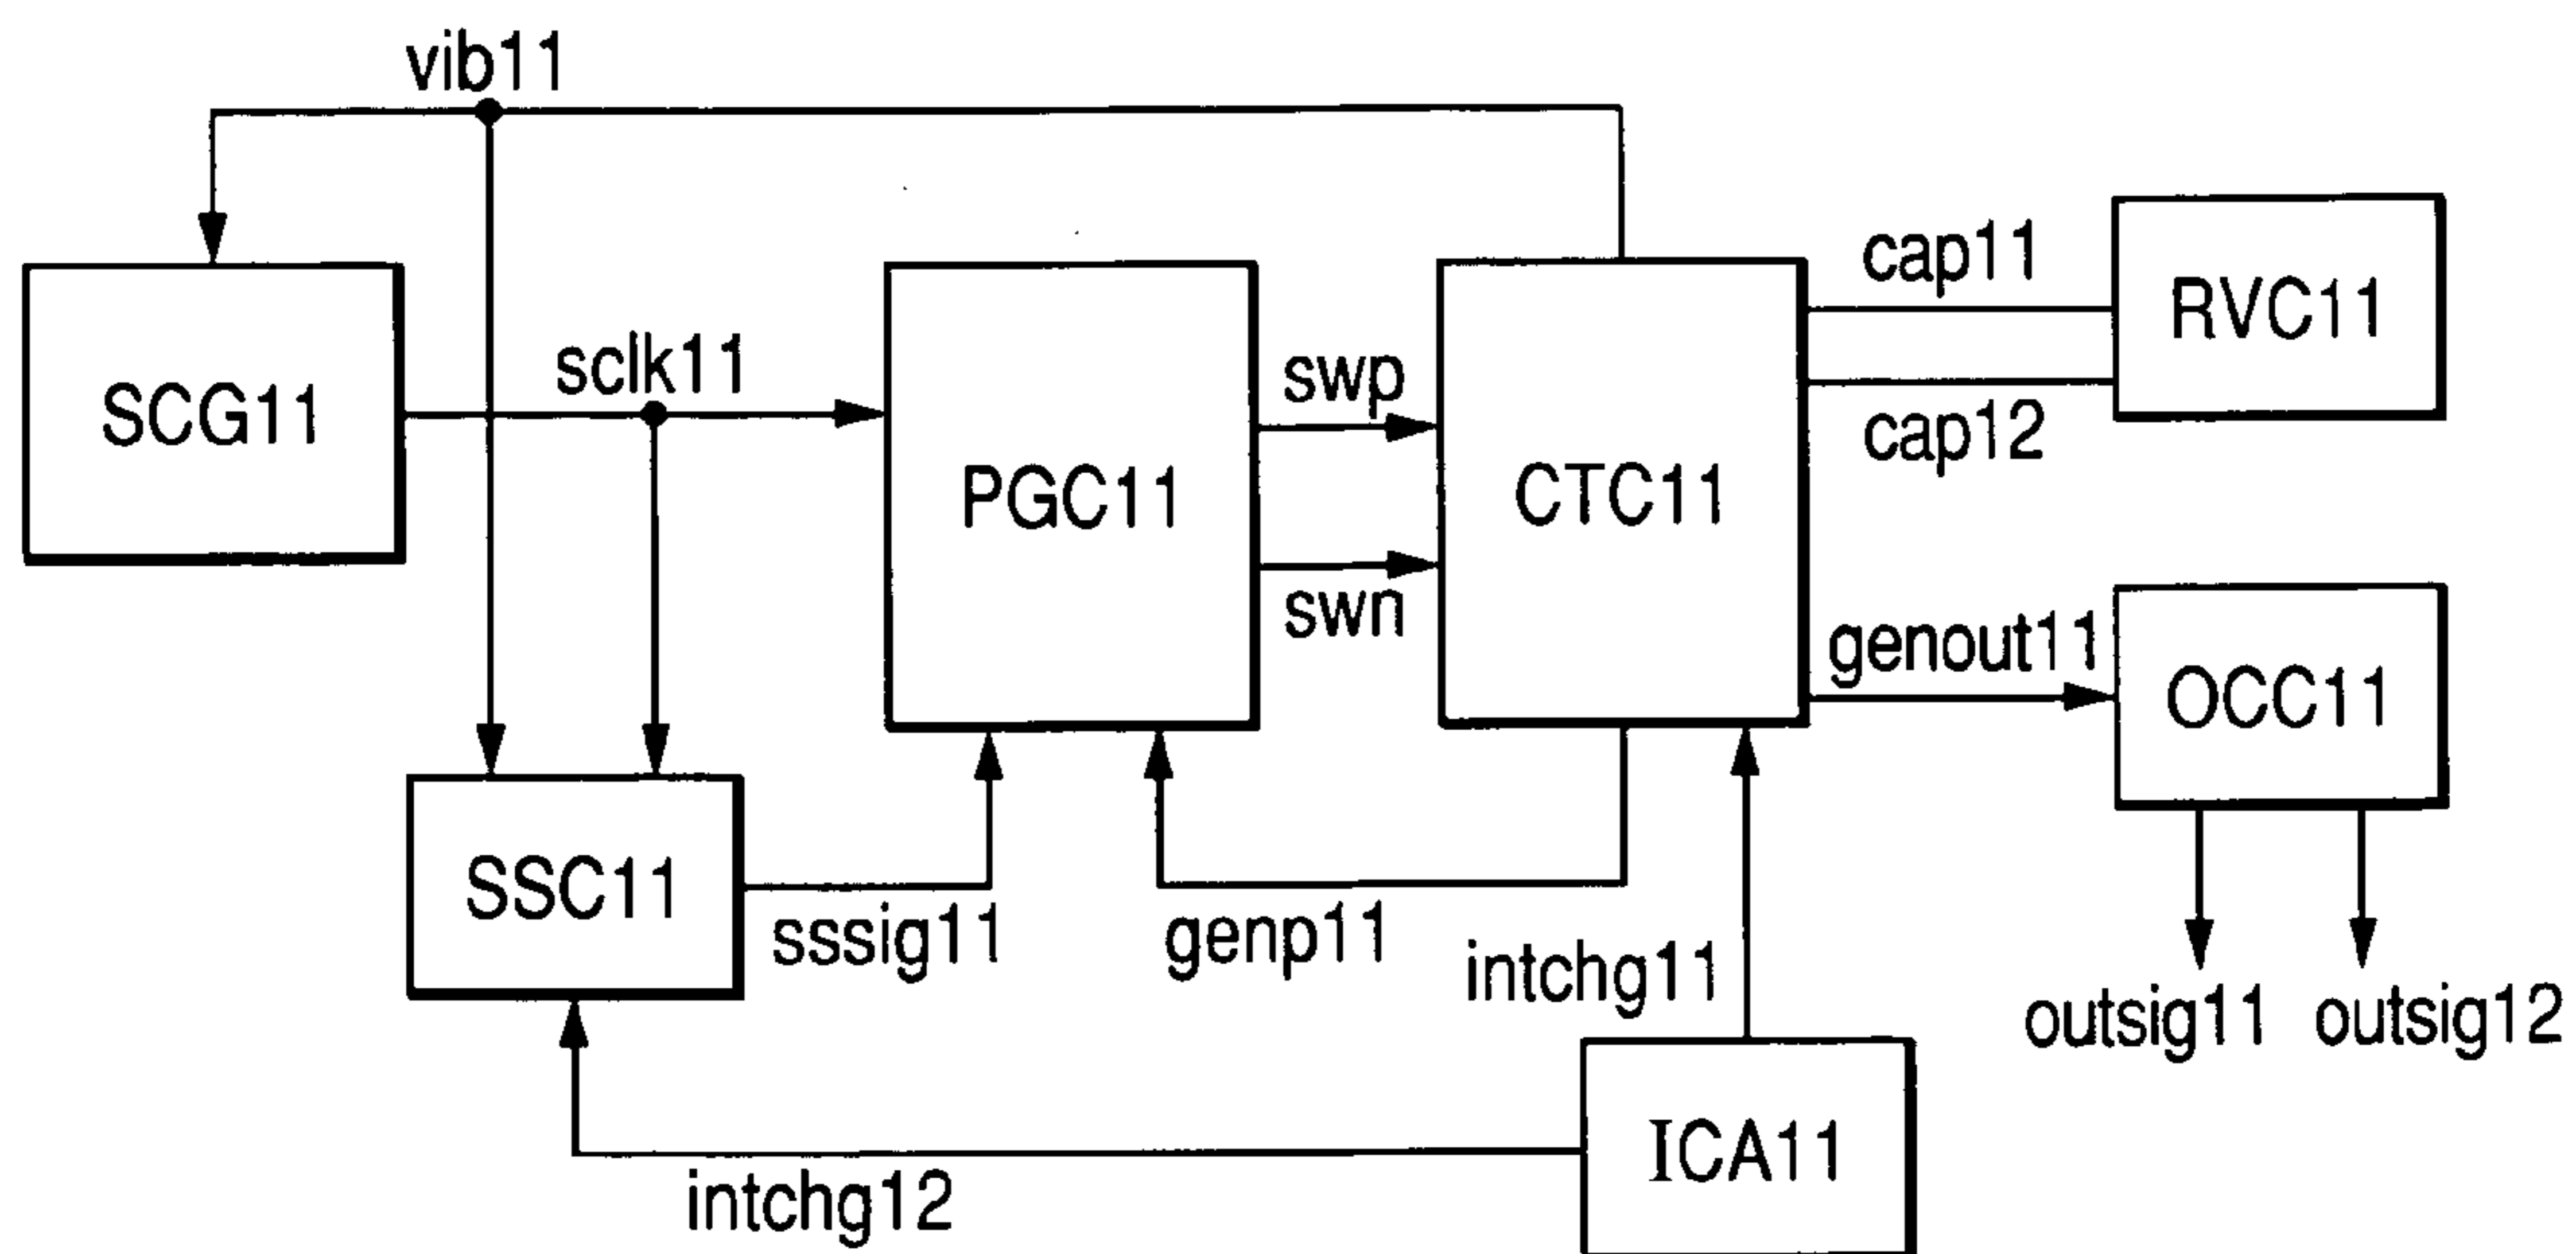 vib11
cap11
RVC11
sclk11
swp
SCG11
cap12
PGC11
CTC11
swn
genout11
OCC11
SSC11
sssig11
genp11
intchg11
outsig11
outsig12
ICA11
intchg12